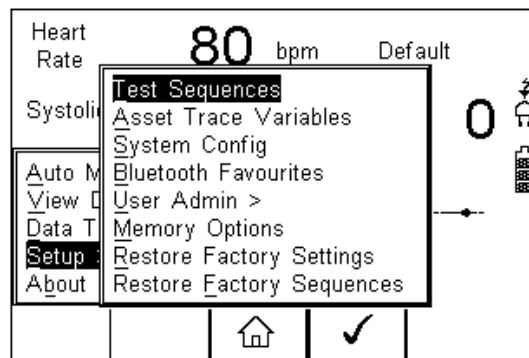 Heart
Rate
80 bpm
Default
Systoli
0
Test Sequences
Asset Trace Variables
System Config
Bluetooth Favourites
User Admin >
Memory Options
Restore Factory Settings
Restore Factory Sequences
Auto M
View D
Data T
Setup
About